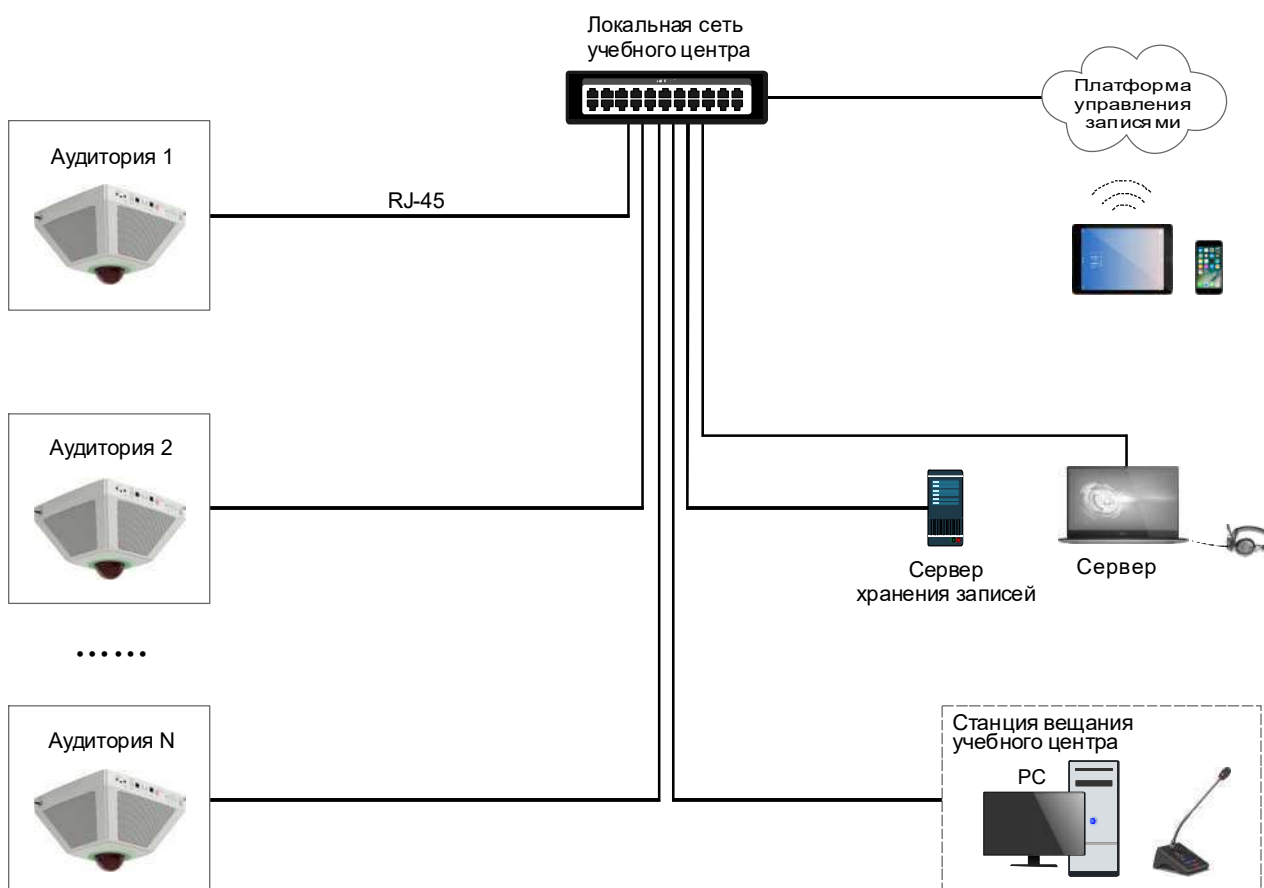 Локальная сеть
учебного центра
Платформа
управления
записями
Аудитория 1
RJ-45
Аудитория 2
Сервер
хранения записей
Сервер
......
Аудитория N
Станция вещания
учебного центра
PC